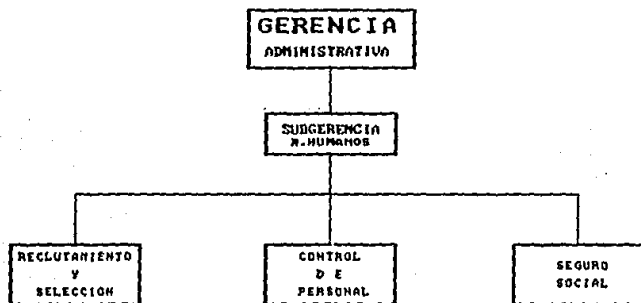 GERENCIA
ADMINISTRATIVA
SUBGERENCIA
R.HUMANOS
RECLUTAMIENTO
Y
SELECCION
CONTROL
D E
PERSONAL
SEGURO
SOCIAL